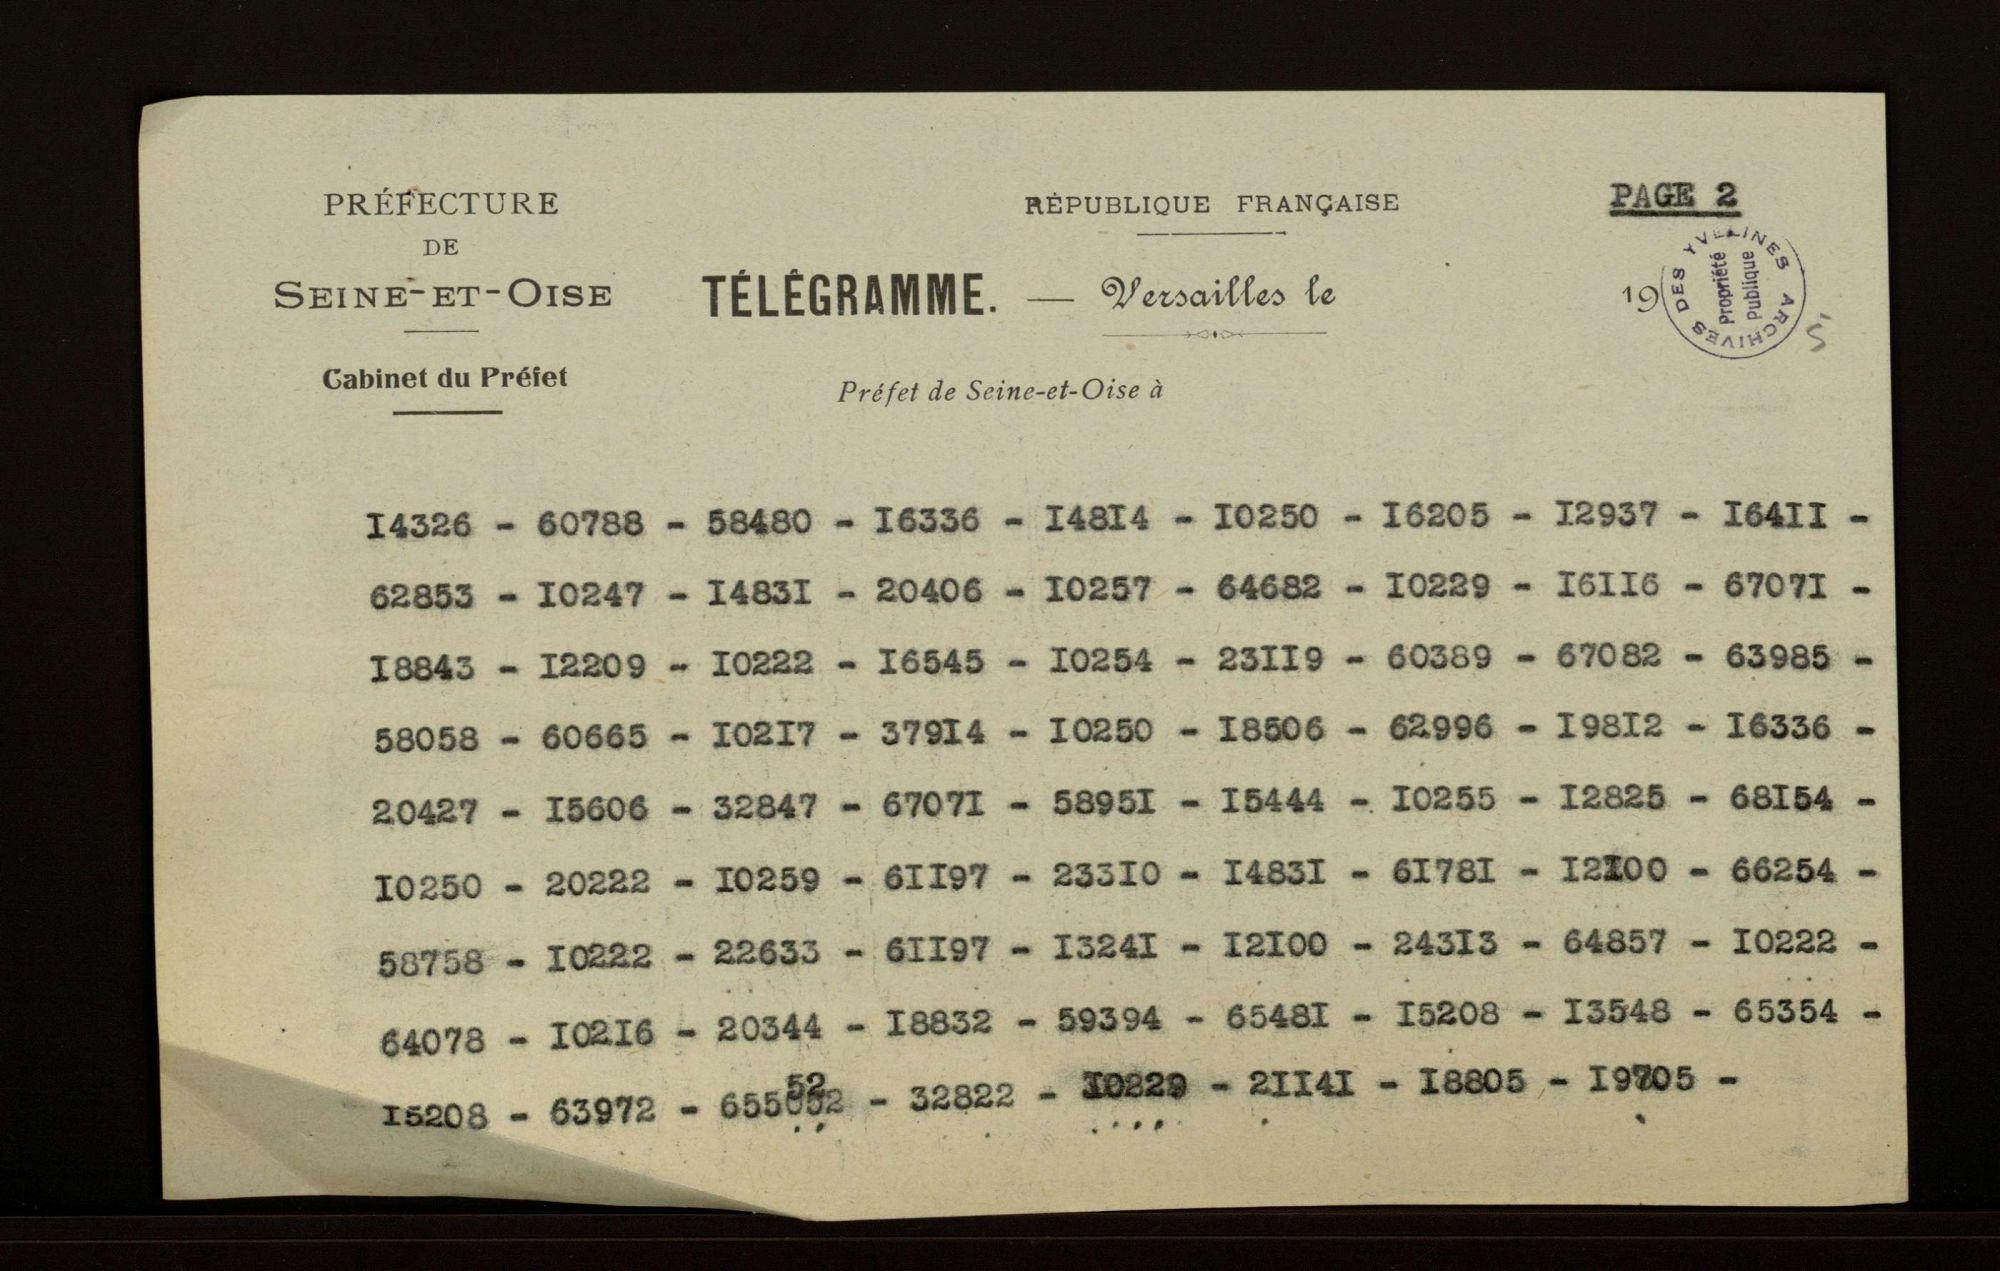 PAGE 2
PRÉFECTURE
DE
SEINE-ET-OISE
Cabinet du Préfet
RÉPUBLIQUE FRANÇAISE
TÉLÉGRAMME. — Versailles le 19
ARCHIVES DES YVELINES
Propriété
Publique
5
Préfet de Seine-et-Oise à
I4326 - 60788 - 58480 - I6336 - I48I4 - I0250 - I6205 - I2937 - I64II -
62853 - I0247 - I483I - 20406 - I0257 - 64682 - I0229 - I6II6 - 6707I -
I8843 - I2209 - I0222 - I6545 - I0254 - 23II9 - 60389 - 67082 - 63985 -
58058 - 60665 - I02I7 - 379I4 - I0250 - I8506 - 62996 - I98I2 - I6336 -
20427 - I5606 - 32847 - 6707I - 5895I - I5444 - I0255 - I2825 - 68I54 -
I0250 - 20222 - I0259 - 6II97 - 233I0 - I483I - 6I78I - I2I00 - 66254 -
58758 - I0222 - 22633 - 6II97 - I324I - I2I00 - 243I3 - 64857 - I0222 -
64078 - I02I6 - 20344 - I8832 - 59394 - 6548I - I5208 - I3548 - 65354 -
I5208 - 63972 - 65552 - 32822 - I0229 - 2II4I - I8805 - I9705 -